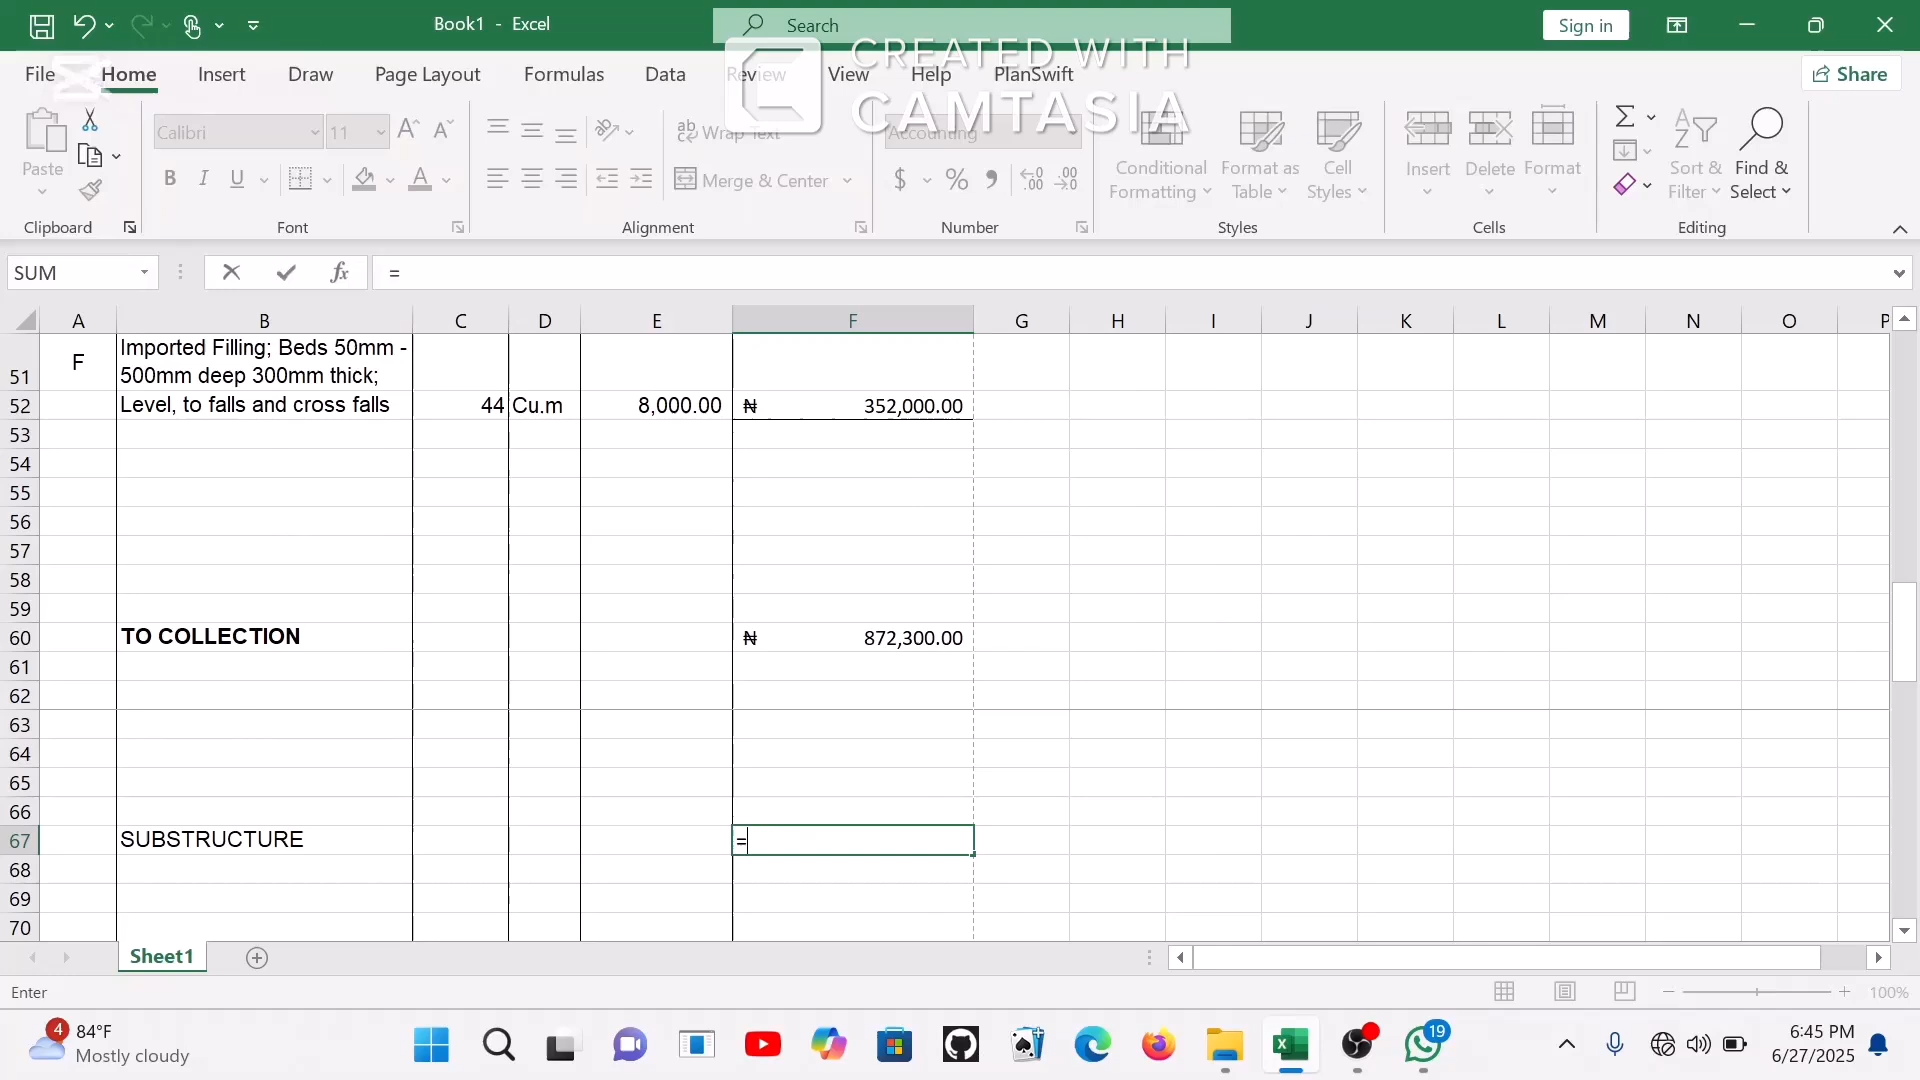 Book1 - Excel
Search
Sign in
CREATED WITH
CAMTASIA
File Home Insert Draw Page Layout Formulas Data Review View Help PlanSwift
Share
Paste
Calibri 11
Wrap Text
Merge & Center
Accounting
Conditional Formatting
Format as Table
Cell Styles
Insert Delete Format
Sort & Filter
Find & Select
Clipboard Font Alignment Number Styles Cells Editing
SUM =
A B C D E F G H I J K L M N O P
51 F Imported Filling; Beds 50mm -
500mm deep 300mm thick;
52 Level, to falls and cross falls 44 Cu.m 8,000.00 ₦ 352,000.00
53
54
55
56
57
58
59
60 TO COLLECTION ₦ 872,300.00
61
62
63
64
65
66
67 SUBSTRUCTURE =
68
69
70
Sheet1
Enter
100%
4
84°F
Mostly cloudy
19
6:45 PM
6/27/2025